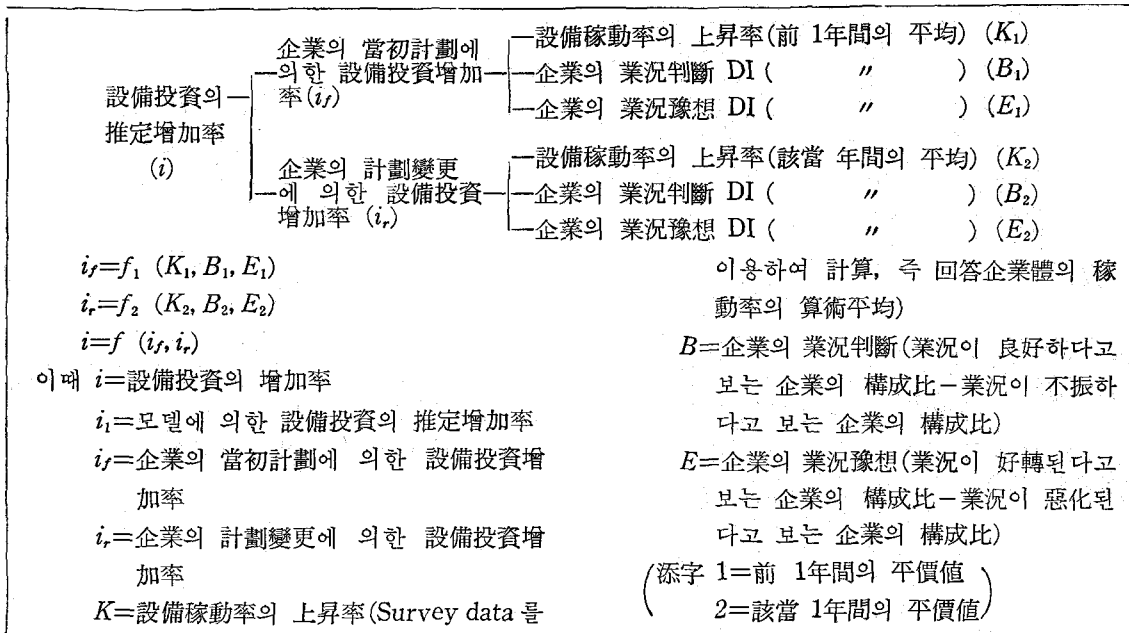 設備投資의
推定增加率
(i)
企業의 當初計劃에
의한 設備投資增加
率(i_f)
設備稼動率의 上昇率(前 1年間의 平均) (K₁)
企業의 業況判斷 DI ( 〃 ) (B₁)
企業의 業況豫想 DI ( 〃 ) (E₁)
企業의 計劃變更
에 의한 設備投資
增加率 (i_r)
設備稼動率의 上昇率(該當 年間의 平均) (K₂)
企業의 業況判斷 DI ( 〃 ) (B₂)
企業의 業況豫想 DI ( 〃 ) (E₂)
i_f=f₁ (K₁, B₁, E₁)
i_r=f₂ (K₂, B₂, E₂)
i=f (i_f, i_r)
이때 i=設備投資의 增加率
i₁=모델에 의한 設備投資의 推定增加率
i_f=企業의 當初計劃에 의한 設備投資增
加率
i_r=企業의 計劃變更에 의한 設備投資增
加率
K=設備稼動率의 上昇率(Survey data를
이용하여 計算, 즉 回答企業體의 稼
動率의 算術平均)
B=企業의 業況判斷(業況이 良好하다고
보는 企業의 構成比−業況이 不振하
다고 보는 企業의 構成比)
E=企業의 業況豫想(業況이 好轉된다고
보는 企業의 構成比−業況이 惡化된
다고 보는 企業의 構成比)
(添字 1=前 1年間의 平價値
2=該當 1年間의 平價値)